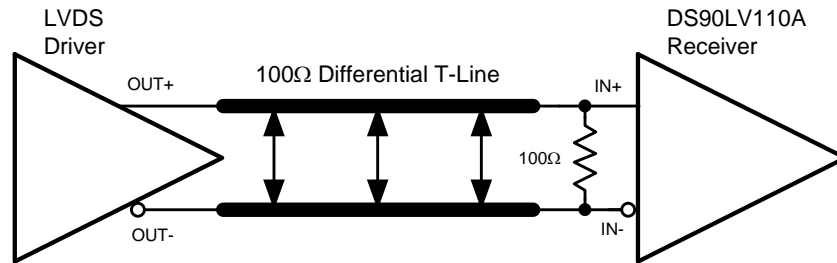 LVDS
Driver
DS90LV110A
Receiver
100Ω Differential T-Line
OUT+
IN+
100Ω
OUT-
IN-